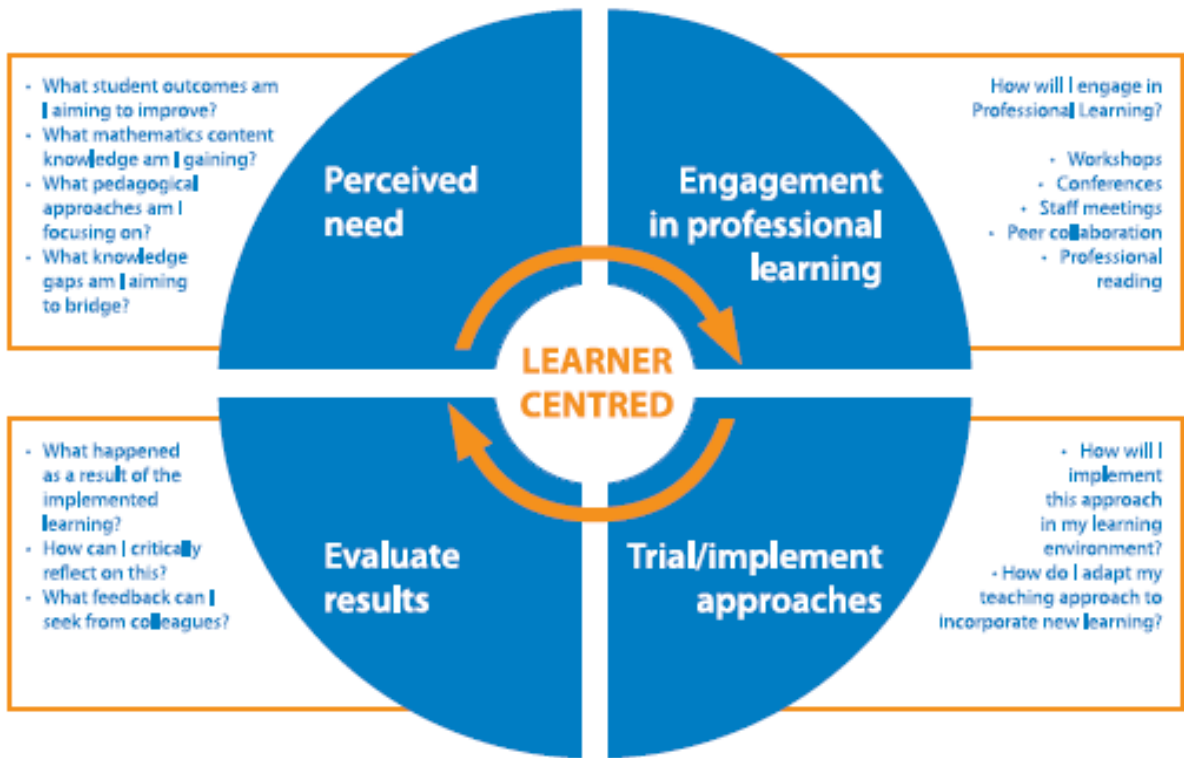 - What student outcomes am
I aiming to improve?
- What mathematics content
knowledge am I gaining?
- What pedagogical
approaches am I
focusing on?
- What knowledge
gaps am I aiming
to bridge?
Perceived
need
Engagement
in professional
learning
How will I engage in
Professional Learning?
• Workshops
• Conferences
• Staff meetings
• Peer collaboration
• Professional
reading
LEARNER
CENTRED
- What happened
as a result of the
implemented
learning?
- How can I critically
reflect on this?
- What feedback can I
seek from colleagues?
Evaluate
results
Trial/implement
approaches
• How will I
implement
this approach
in my learning
environment?
• How do I adapt my
teaching approach to
incorporate new learning?